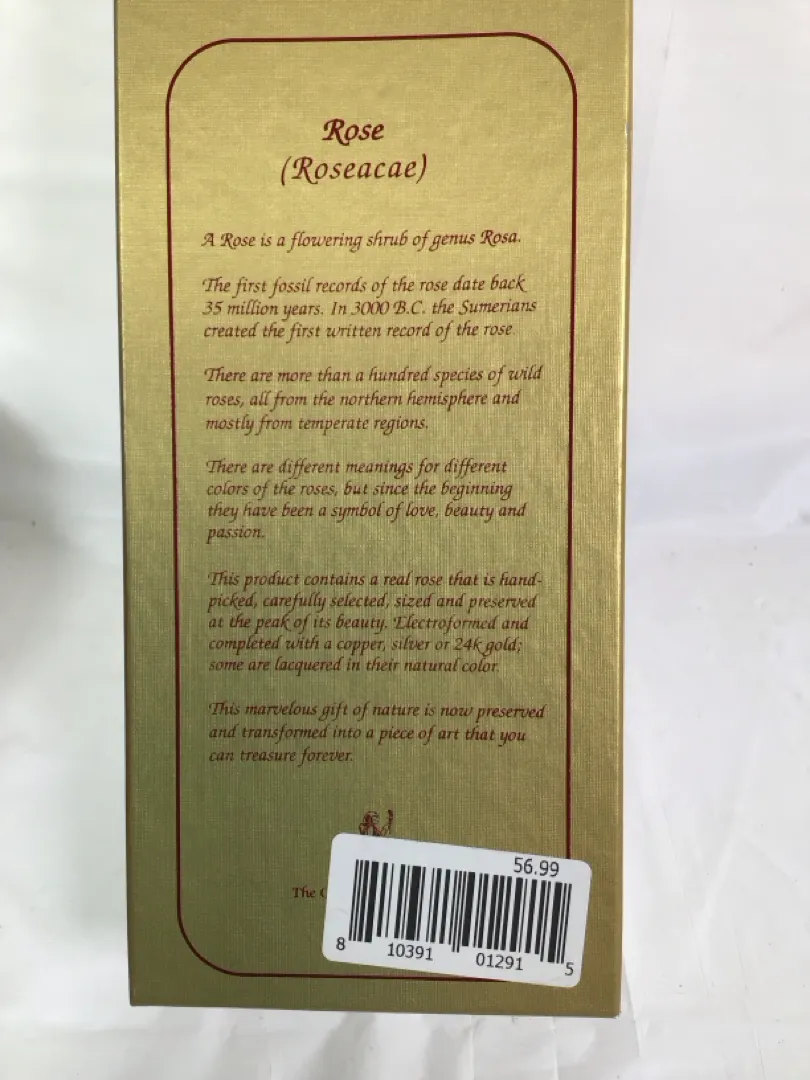 Rose
(Roseacae)
A Rose is a flowering shrub of genus Rosa.
The first fossil records of the rose date back
35 million years. In 3000 B.C. the Sumerians
created the first written record of the rose
There are more than a hundred species of wild
roses, all from the northern hemisphere and
mostly from temperate regions.
There are different meanings for different
colors of the roses, but since the beginning
they have been a symbol of love, beauty and
passion.
This product contains a real rose that is hand-
picked, carefully selected, sized and preserved
at the peak of its beauty. Electroformed and
completed with a copper, silver or 24k gold;
some are lacquered in their natural color.
This marvelous gift of nature is now preserved
and transformed into a piece of art that you
can treasure forever.
The
56.99
8 10391 01291 5